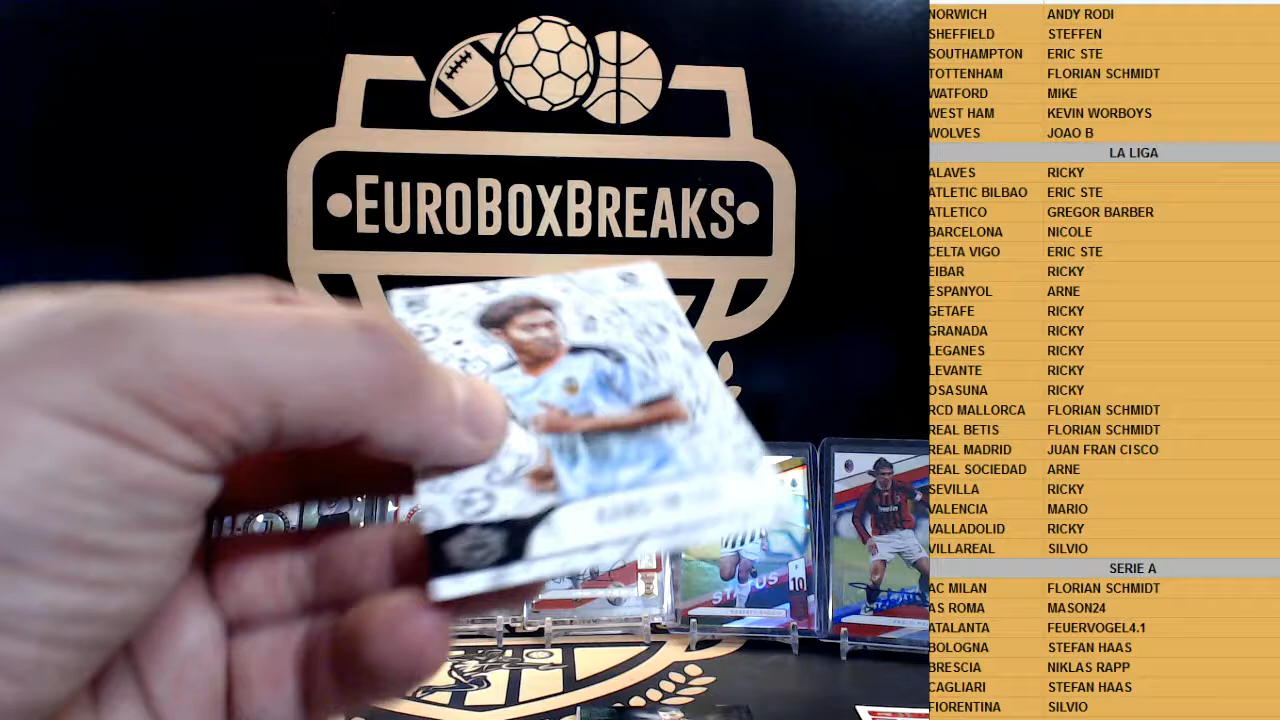 •EUROBOXBREAKS•
STATUS
10
NORWICH ANDY RODI
SHEFFIELD STEFFEN
SOUTHAMPTON ERIC STE
TOTTENHAM FLORIAN SCHMIDT
WATFORD MIKE
WEST HAM KEVIN WORBOYS
WOLVES JOAO B
LA LIGA
ALAVES RICKY
ATLETIC BILBAO ERIC STE
ATLETICO GREGOR BARBER
BARCELONA NICOLE
CELTA VIGO ERIC STE
EIBAR RICKY
ESPANYOL ARNE
GETAFE RICKY
GRANADA RICKY
LEGANES RICKY
LEVANTE RICKY
OSASUNA RICKY
RCD MALLORCA FLORIAN SCHMIDT
REAL BETIS FLORIAN SCHMIDT
REAL MADRID JUAN FRAN CISCO
REAL SOCIEDAD ARNE
SEVILLA RICKY
VALENCIA MARIO
VALLADOLID RICKY
VILLAREAL SILVIO
SERIE A
AC MILAN FLORIAN SCHMIDT
AS ROMA MASON24
ATALANTA FEUERVOGEL4.1
BOLOGNA STEFAN HAAS
BRESCIA NIKLAS RAPP
CAGLIARI STEFAN HAAS
FIORENTINA SILVIO